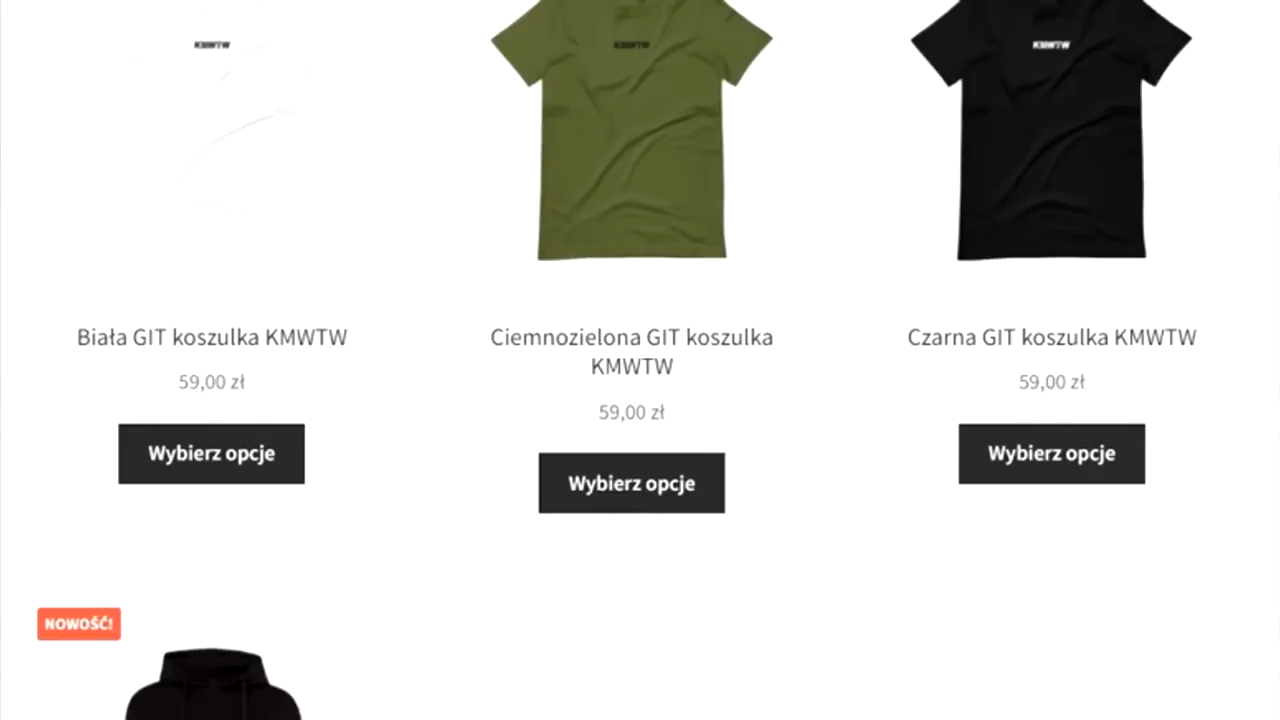 KMWTW
KMWTW
KMWTW
Biała GIT koszulka KMWTW
59,00 zł
Wybierz opcje
Ciemnozielona GIT koszulka
KMWTW
59,00 zł
Wybierz opcje
Czarna GIT koszulka KMWTW
59,00 zł
Wybierz opcje
NOWOŚĆ!